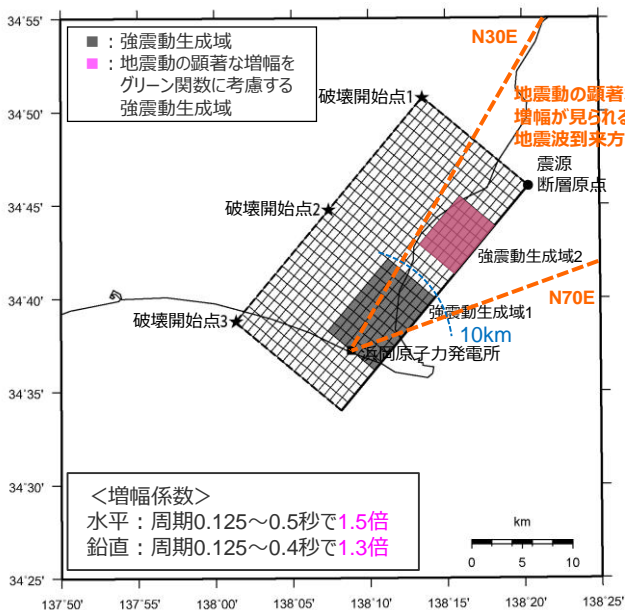 34˚55'
34˚50'
34˚45'
34˚40'
34˚35'
34˚30'
34˚25'
■：強震動生成域
■：地震動の顕著な増幅を
グリーン関数に考慮する
強震動生成域
N30E
破壊開始点1
地震動の顕著
増幅が見られる
地震波到来方
震源
断層原点
破壊開始点2
強震動生成域2
N70E
破壊開始点3
強震動生成域1
10km
浜岡原子力発電所
＜増幅係数＞
水平：周期0.125～0.5秒で1.5倍
鉛直：周期0.125～0.4秒で1.3倍
km
0 5 10
137˚50' 137˚55' 138˚00' 138˚05' 138˚10' 138˚15' 138˚20' 138˚25'